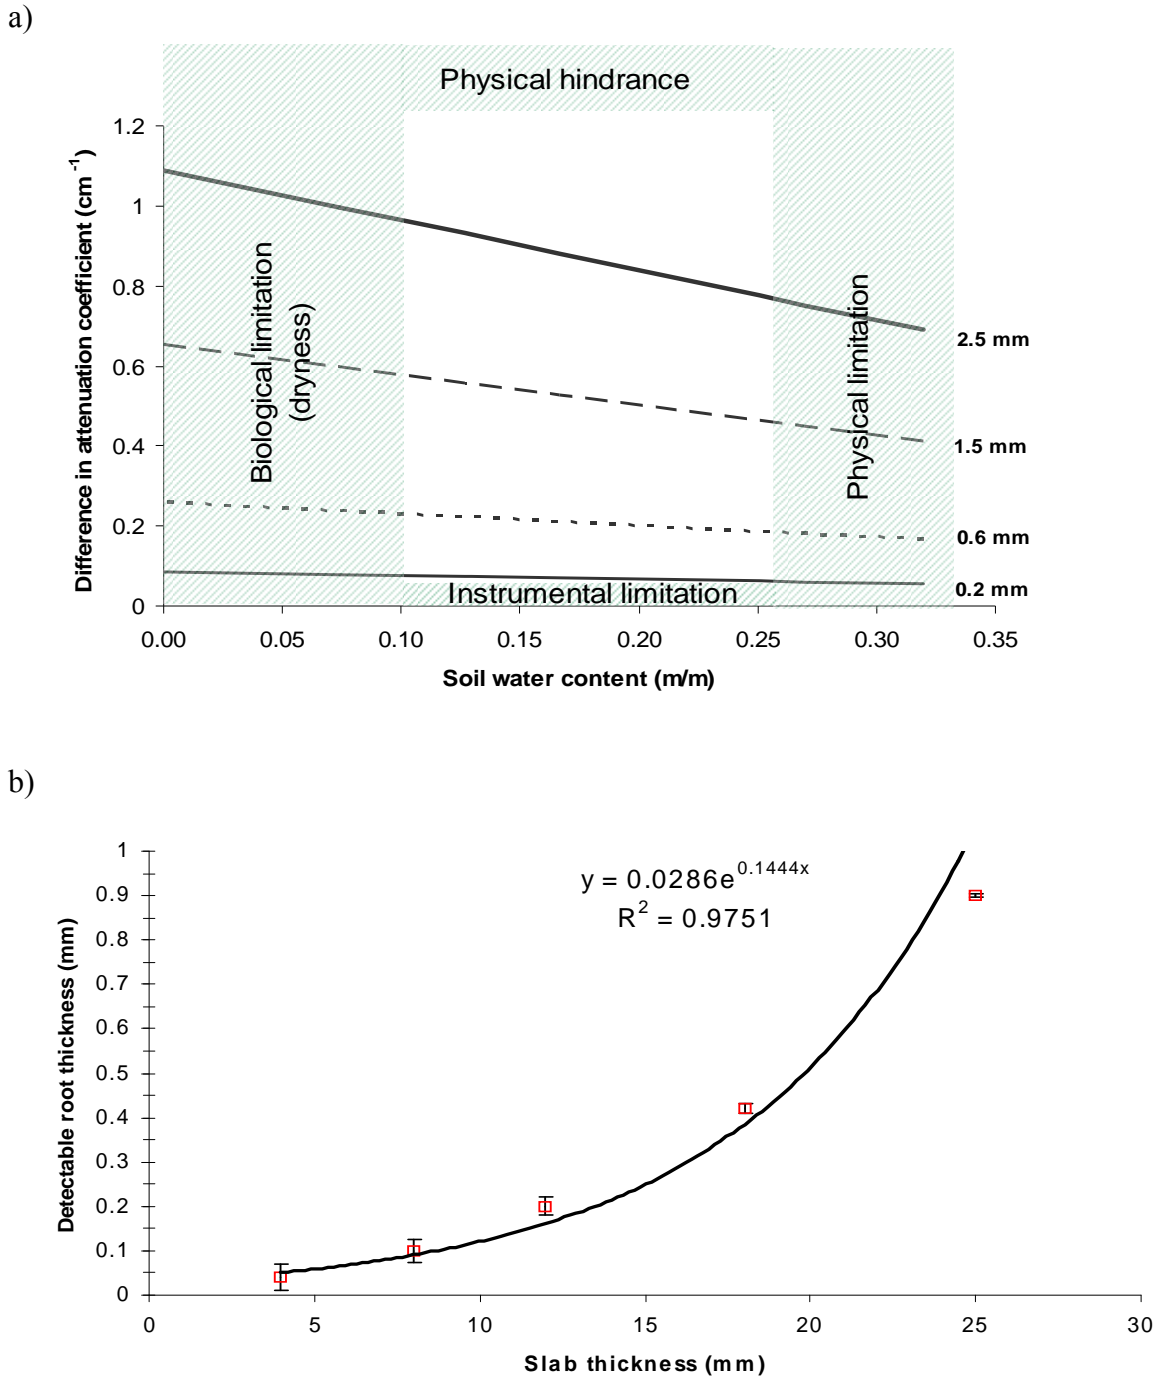 a)
Physical hindrance
1.2
1
0.8
0.6
0.4
0.2
0
Difference in attenuation coefficient (cm⁻¹)
Biological limitation
(dryness)
Physical limitation
Instrumental limitation
2.5 mm
1.5 mm
0.6 mm
0.2 mm
0.00 0.05 0.10 0.15 0.20 0.25 0.30 0.35
Soil water content (m/m)
b)
y = 0.0286e^0.1444x
R² = 0.9751
1
0.9
0.8
0.7
0.6
0.5
0.4
0.3
0.2
0.1
0
Detectable root thickness (mm)
0 5 10 15 20 25 30
Slab thickness (mm)